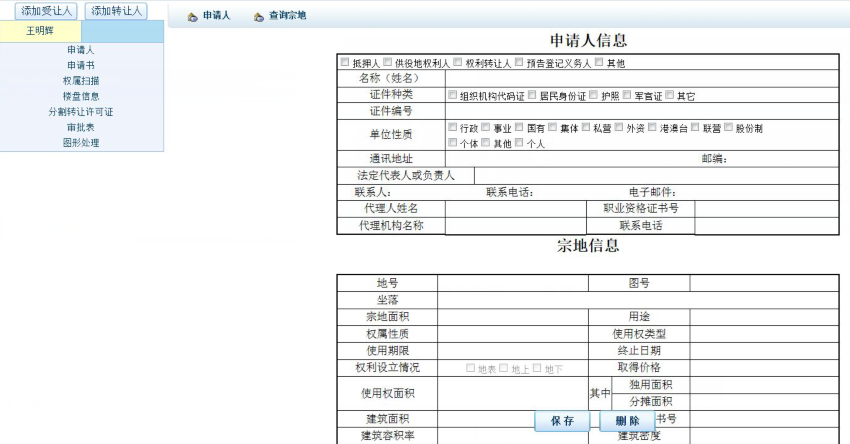 添加受让人 添加转让人
王明辉
申请人
申请书
权属扫描
楼盘信息
分割转让许可证
审批表
图形处理
申请人 查询宗地
申请人信息
抵押人 供役地权利人 权利转让人 预告登记义务人 其他
名称（姓名）
证件种类 组织机构代码证 居民身份证 护照 军官证 其它
证件编号
单位性质 行政 事业 国有 集体 私营 外资 港澳台 联营 股份制
个体 其他 个人
通讯地址 邮编：
法定代表人或负责人
联系人： 联系电话： 电子邮件：
代理人姓名 职业资格证书号
代理机构名称 联系电话
宗地信息
地号 图号
坐落
宗地面积 用途
权属性质 使用权类型
使用期限 终止日期
权利设立情况 地表 地上 地下 取得价格
使用权面积 其中 独用面积
分摊面积
建筑面积 保存 删除 书号
建筑容积率 建筑密度